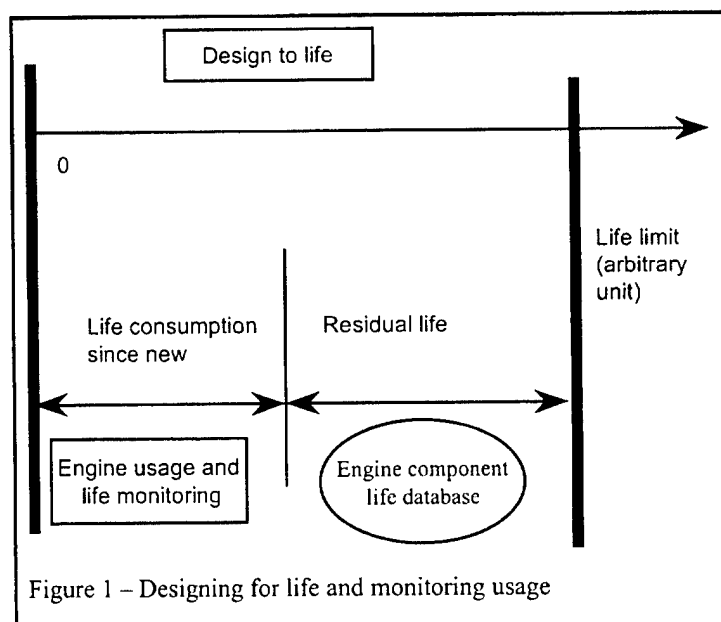 Design to life
0
Life limit
(arbitrary
unit)
Life consumption
since new
Residual life
Engine usage and
life monitoring
Engine component
life database
Figure 1 – Designing for life and monitoring usage